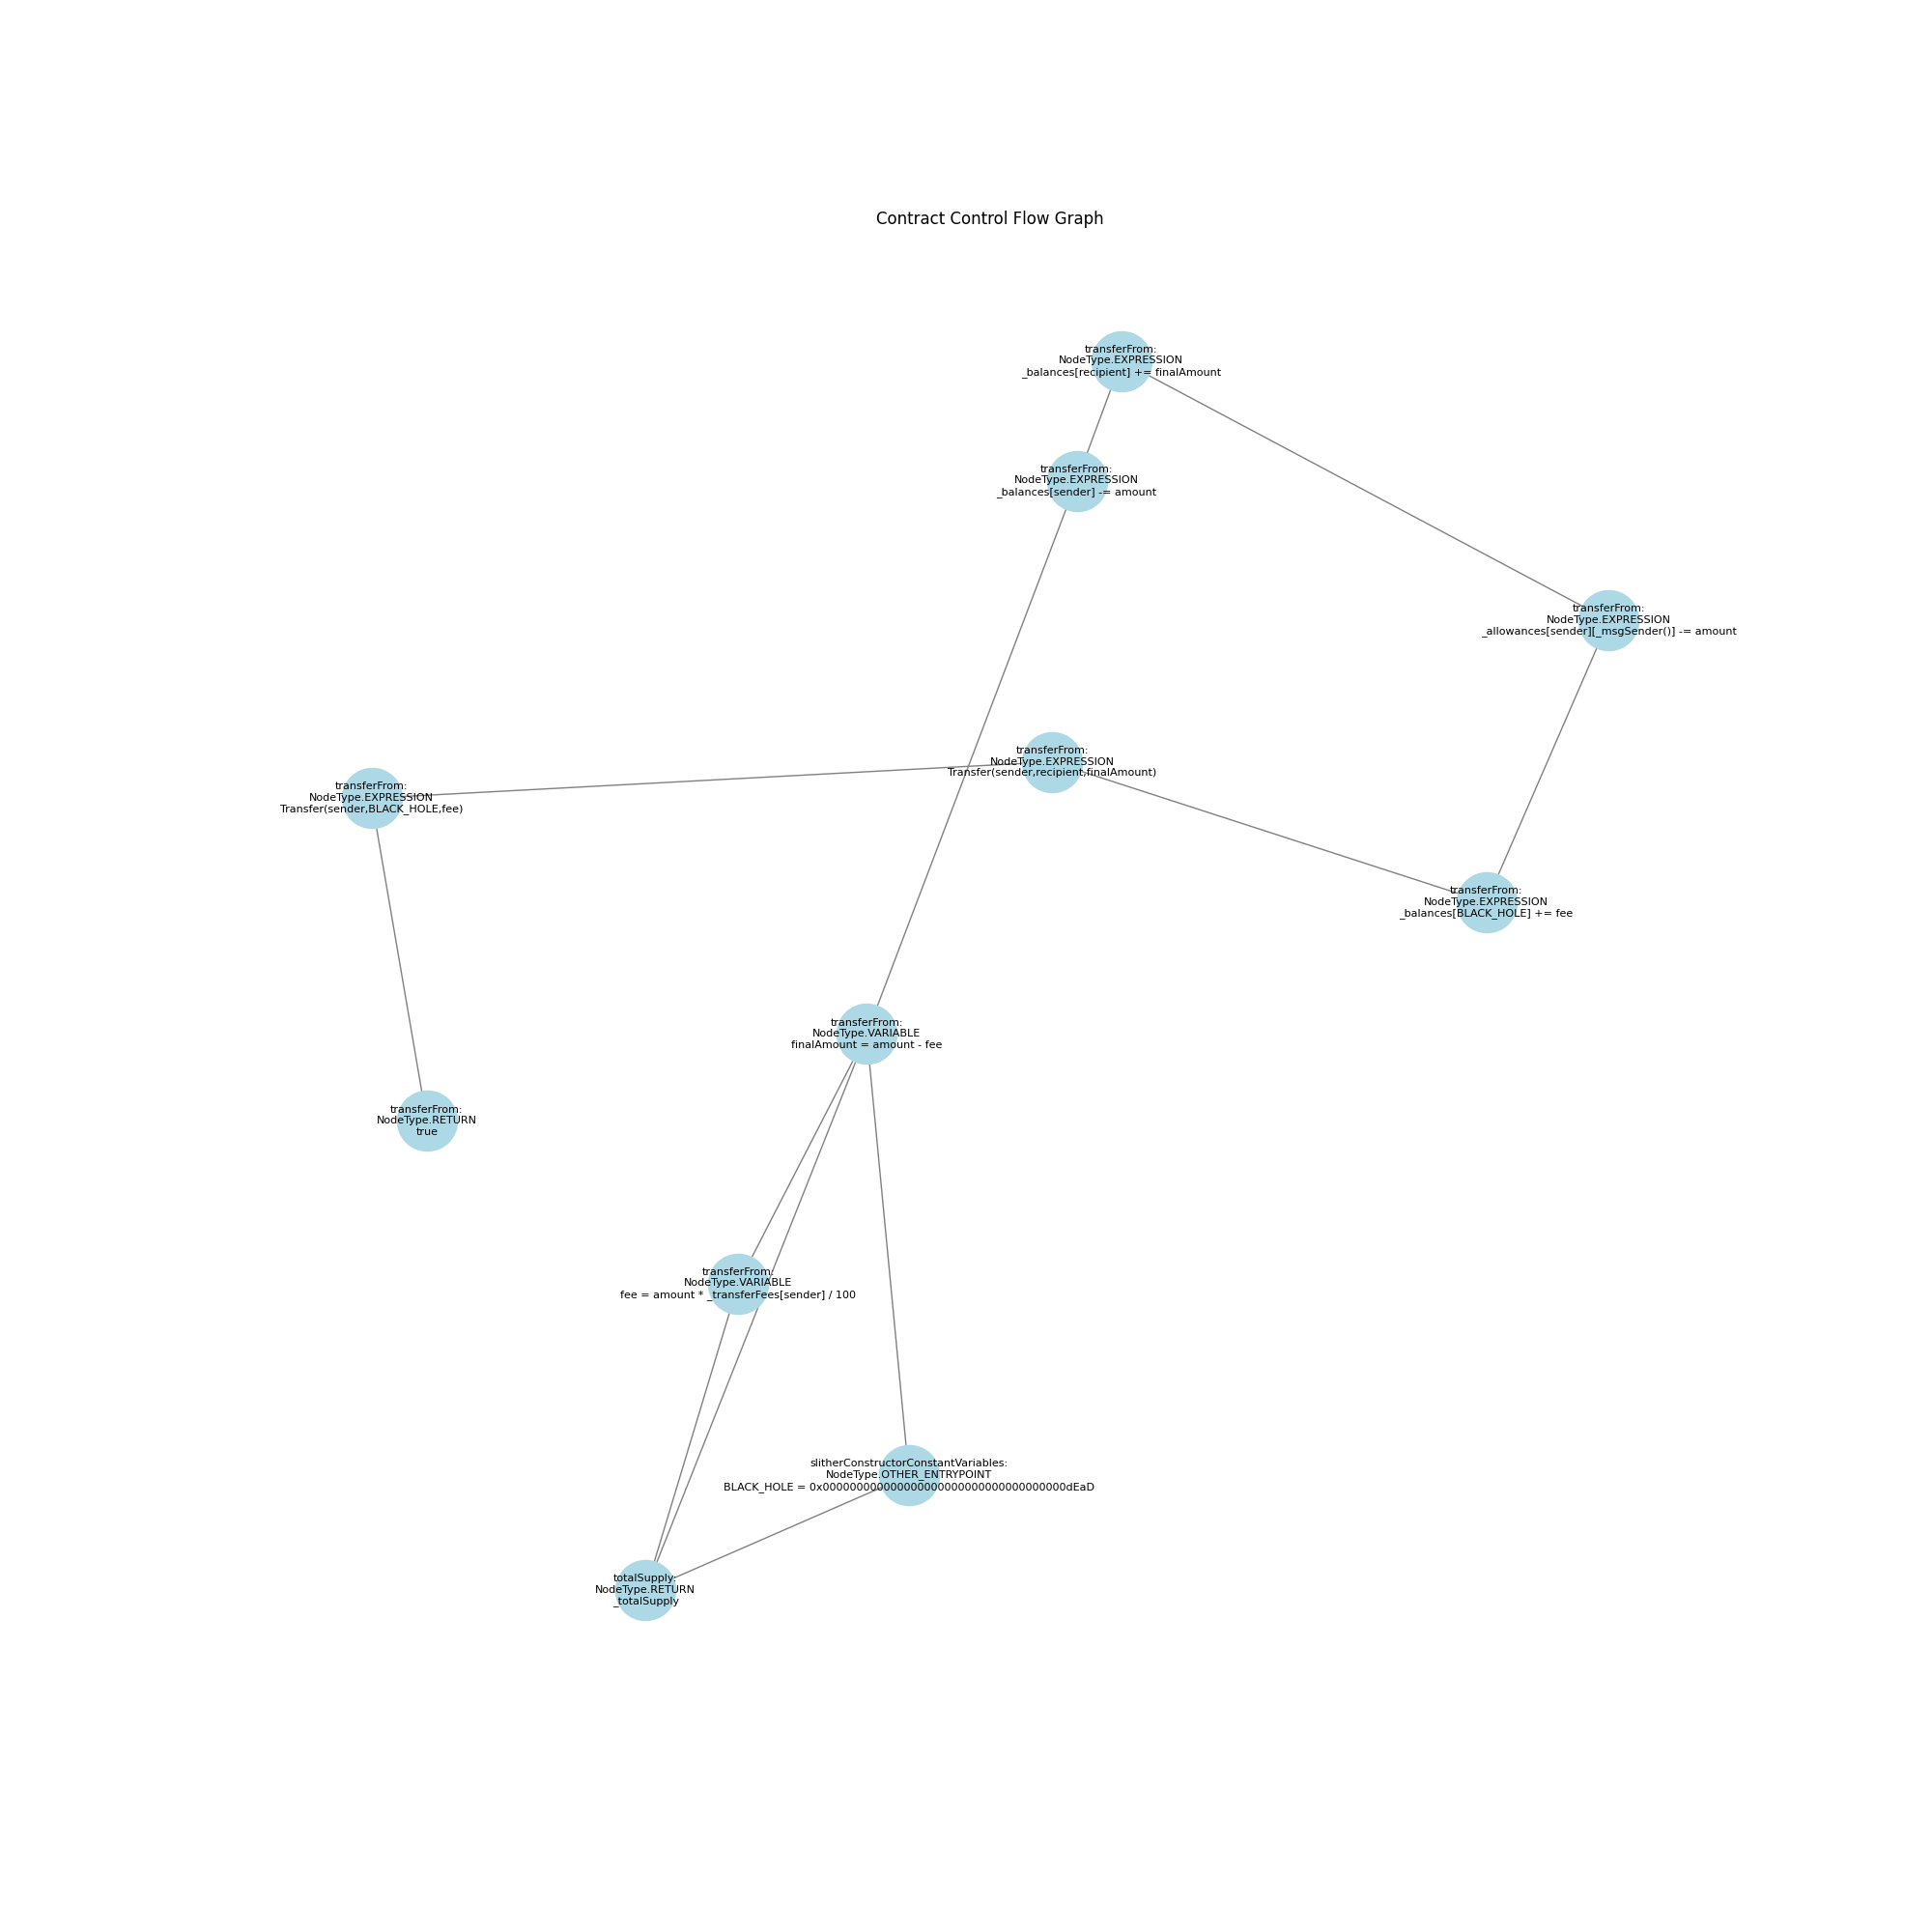 Contract Control Flow Graph
transferFrom:
NodeType.EXPRESSION
_balances[recipient] += finalAmount
transferFrom:
NodeType.EXPRESSION
_balances[sender] -= amount
transferFrom:
NodeType.EXPRESSION
_allowances[sender][_msgSender()] -= amount
transferFrom:
NodeType.EXPRESSION
Transfer(sender,recipient,finalAmount)
transferFrom:
NodeType.EXPRESSION
Transfer(sender,BLACK_HOLE,fee)
transferFrom:
NodeType.EXPRESSION
_balances[BLACK_HOLE] += fee
transferFrom:
NodeType.VARIABLE
finalAmount = amount - fee
transferFrom:
NodeType.RETURN
true
transferFrom:
NodeType.VARIABLE
fee = amount * _transferFees[sender] / 100
slitherConstructorConstantVariables:
NodeType.OTHER_ENTRYPOINT
BLACK_HOLE = 0x000000000000000000000000000000000000dEaD
totalSupply:
NodeType.RETURN
_totalSupply